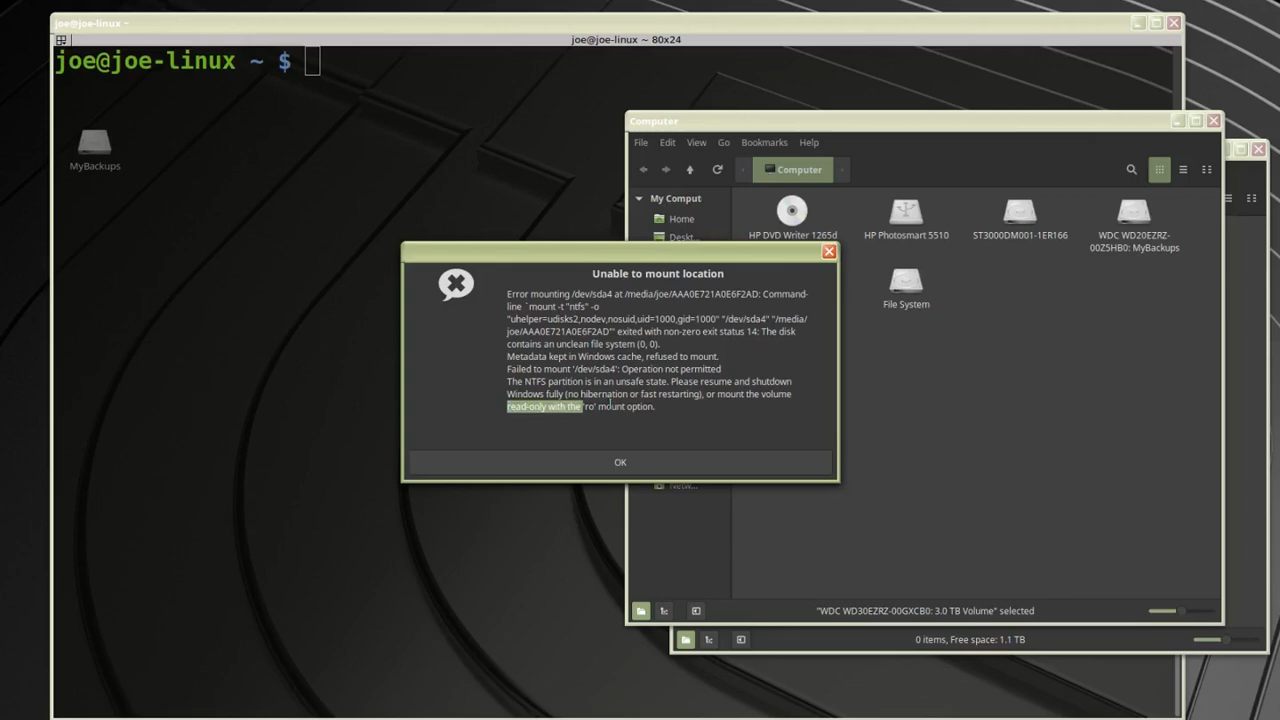 joe@joe-linux ~
joe@joe-linux ~ 80x24
joe@joe-linux ~ $
MyBackups
Computer
File Edit View Go Bookmarks Help
Computer
My Comput
Home
Deskt...
HP DVD Writer 1265d
HP Photosmart 5510
ST3000DM001-1ER166
WDC WD20EZRZ-
00Z5HB0: MyBackups
File System
Unable to mount location
Error mounting /dev/sda4 at /media/joe/AAA0E721A0E6F2AD: Command-
line `mount -t "ntfs" -o
"uhelper=udisks2,nodev,nosuid,uid=1000,gid=1000" "/dev/sda4" "/media/
joe/AAA0E721A0E6F2AD"' exited with non-zero exit status 14: The disk
contains an unclean file system (0, 0).
Metadata kept in Windows cache, refused to mount.
Failed to mount '/dev/sda4': Operation not permitted
The NTFS partition is in an unsafe state. Please resume and shutdown
Windows fully (no hibernation or fast restarting), or mount the volume
read-only with the 'ro' mount option.
OK
Netw...
"WDC WD30EZRZ-00GXCB0: 3.0 TB Volume" selected
0 items, Free space: 1.1 TB